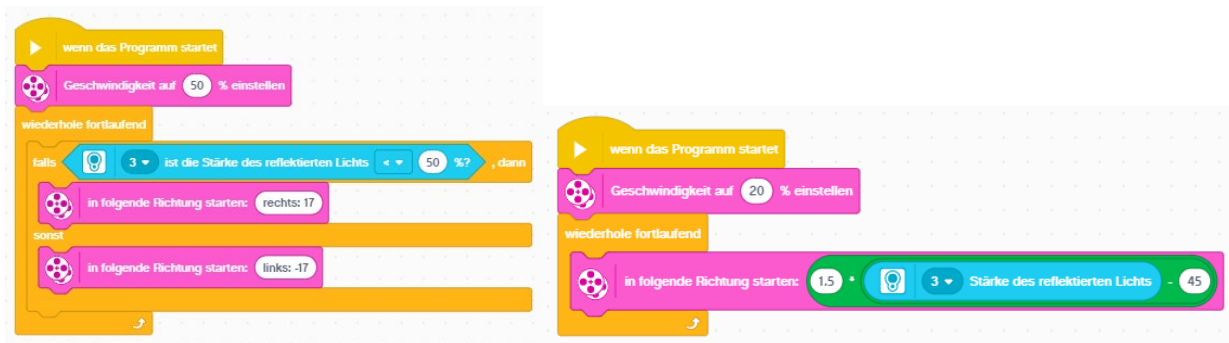 wenn das Programm startet
Geschwindigkeit auf 50 % einstellen
wiederhole fortlaufend
falls 3 ist die Stärke des reflektierten Lichts < 50 %? , dann
in folgende Richtung starten: rechts: 17
sonst
in folgende Richtung starten: links: -17
wenn das Programm startet
Geschwindigkeit auf 20 % einstellen
wiederhole fortlaufend
in folgende Richtung starten: 1.5 * 3 Stärke des reflektierten Lichts - 45